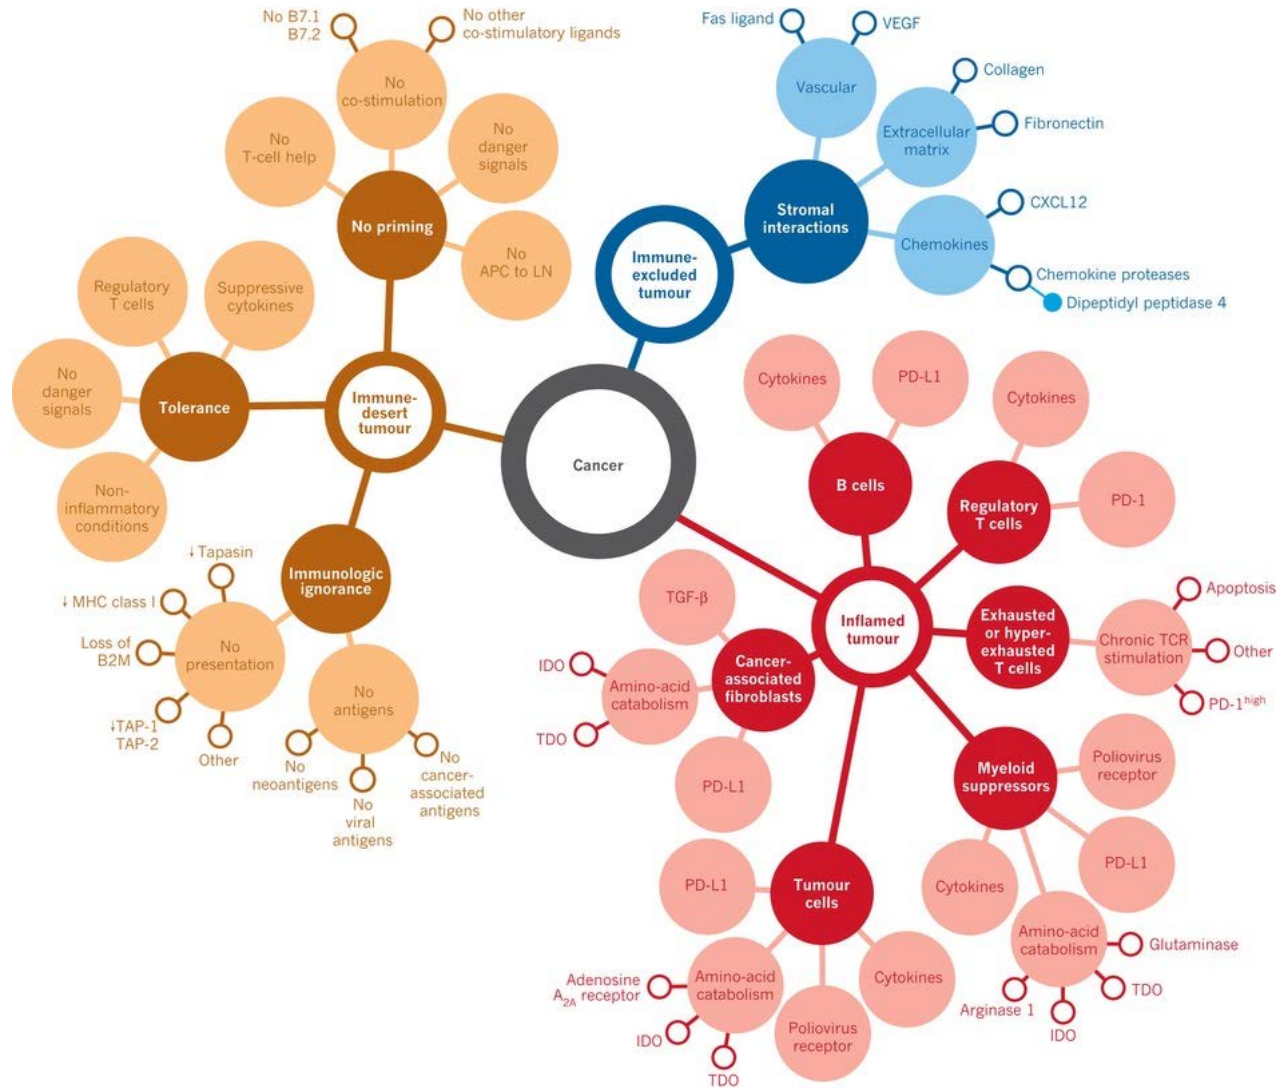 No B7.1
B7.2
No other
co-stimulatory ligands
No
co-stimulation
No
T-cell help
No
danger
signals
No priming
No
APC to LN
Regulatory
T cells
Suppressive
cytokines
No
danger
signals
Tolerance
Non-
inflammatory
conditions
Immune-
desert
tumour
Immunologic
ignorance
↓Tapasin
↓ MHC class I
Loss of
B2M
↓TAP-1
TAP-2
Other
No
presentation
No
antigens
No
neoantigens
No
viral
antigens
No
cancer-
associated
antigens
Cancer
Immune-
excluded
tumour
Stromal
interactions
Fas ligand
VEGF
Vascular
Extracellular
matrix
Collagen
Fibronectin
Chemokines
CXCL12
Chemokine proteases
Dipeptidyl peptidase 4
Inflamed
tumour
B cells
Cytokines
PD-L1
Regulatory
T cells
Cytokines
PD-1
Exhausted
or hyper-
exhausted
T cells
Chronic TCR
stimulation
Apoptosis
Other
PD-1high
Myeloid
suppressors
Poliovirus
receptor
PD-L1
Amino-acid
catabolism
Glutaminase
TDO
IDO
Arginase 1
Cytokines
Tumour
cells
PD-L1
Amino-acid
catabolism
Adenosine
A2A receptor
IDO
TDO
Poliovirus
receptor
Cytokines
Cancer-
associated
fibroblasts
TGF-β
Amino-acid
catabolism
IDO
TDO
PD-L1